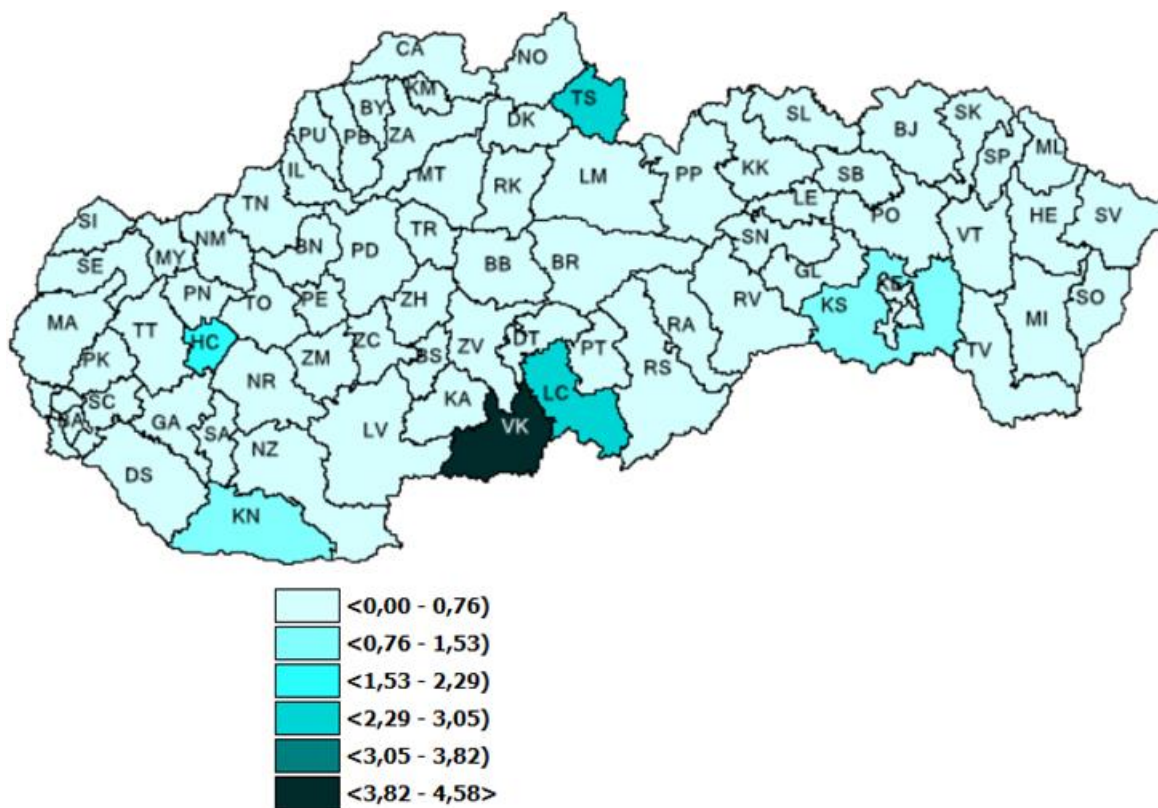 CA
NO
KM
TS
BY
PU
PB
ZA
DK
SL
BJ
SK
SP
ML
IL
MT
RK
LM
PP
KK
SB
LE
HE
SV
TN
PO
VT
SI
NM
BN
PD
TR
SN
SE
MY
BB
BR
GL
SO
PN
TO
PE
ZH
RV
KS
MA
TT
HC
ZM
ZC
BS
ZV
DT
PT
RA
RS
MI
TV
PK
SC
NR
KA
LC
VK
GA
SA
NZ
LV
DS
KN
<0,00 - 0,76)
<0,76 - 1,53)
<1,53 - 2,29)
<2,29 - 3,05)
<3,05 - 3,82)
<3,82 - 4,58>